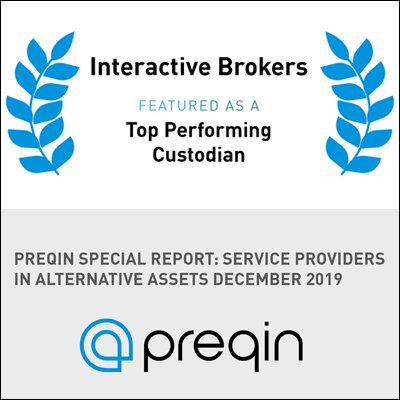 Interactive Brokers
FEATURED AS A
Top Performing
Custodian
PREQIN SPECIAL REPORT: SERVICE PROVIDERS
IN ALTERNATIVE ASSETS DECEMBER 2019
preqin